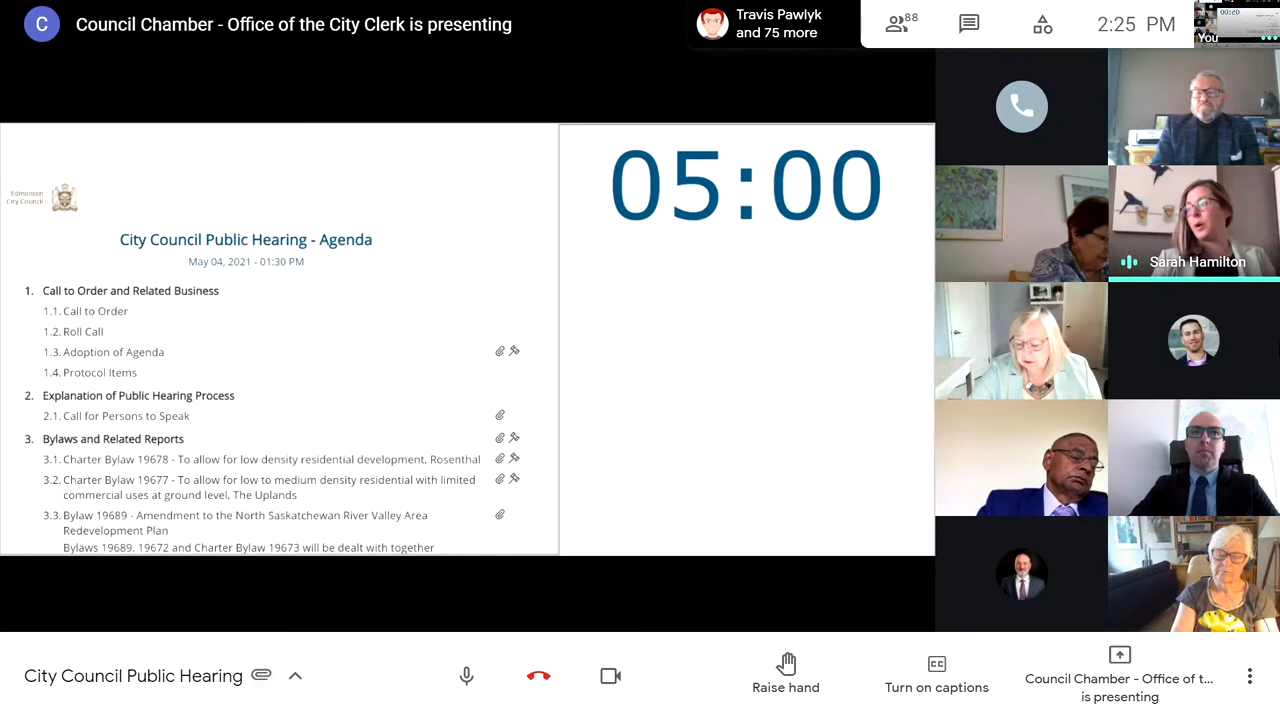 C
Council Chamber - Office of the City Clerk is presenting
Travis Pawlyk
and 75 more
88
2:25 PM
You
Edmonton
City Council
City Council Public Hearing - Agenda
May 04, 2021 - 01:30 PM
1. Call to Order and Related Business
1.1. Call to Order
1.2. Roll Call
1.3. Adoption of Agenda
1.4. Protocol Items
2. Explanation of Public Hearing Process
2.1. Call for Persons to Speak
3. Bylaws and Related Reports
3.1. Charter Bylaw 19678 - To allow for low density residential development, Rosenthal
3.2. Charter Bylaw 19677 - To allow for low to medium density residential with limited
commercial uses at ground level, The Uplands
3.3. Bylaw 19689 - Amendment to the North Saskatchewan River Valley Area
Redevelopment Plan
Bylaws 19689, 19672 and Charter Bylaw 19673 will be dealt with together
05:00
Sarah Hamilton
City Council Public Hearing
Raise hand
CC
Turn on captions
Council Chamber - Office of t...
is presenting